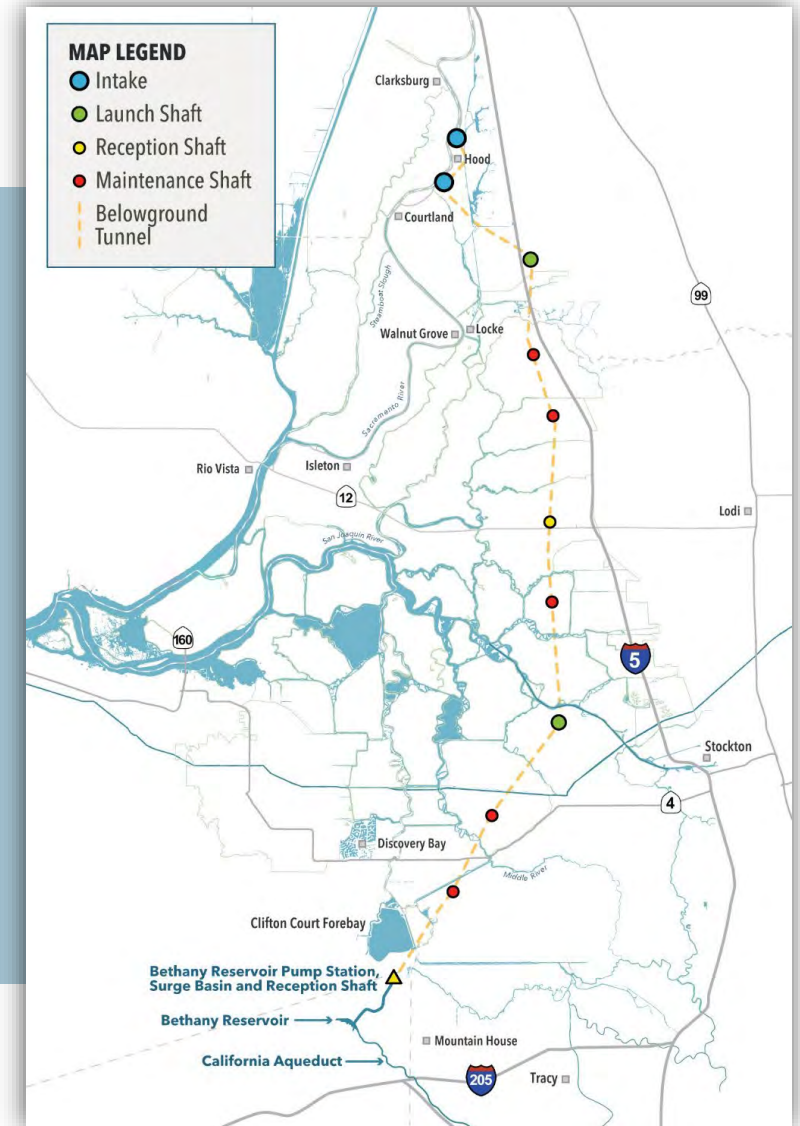 MAP LEGEND
Intake
Launch Shaft
Reception Shaft
Maintenance Shaft
Belowground
Tunnel
Clarksburg
Hood
Courtland
Steamboat Slough
99
Walnut Grove
Locke
Sacramento River
Rio Vista
Isleton
12
Lodi
San Joaquin River
160
5
Stockton
4
Discovery Bay
Middle River
Clifton Court Forebay
Bethany Reservoir Pump Station,
Surge Basin and Reception Shaft
Bethany Reservoir
Mountain House
California Aqueduct
205
Tracy